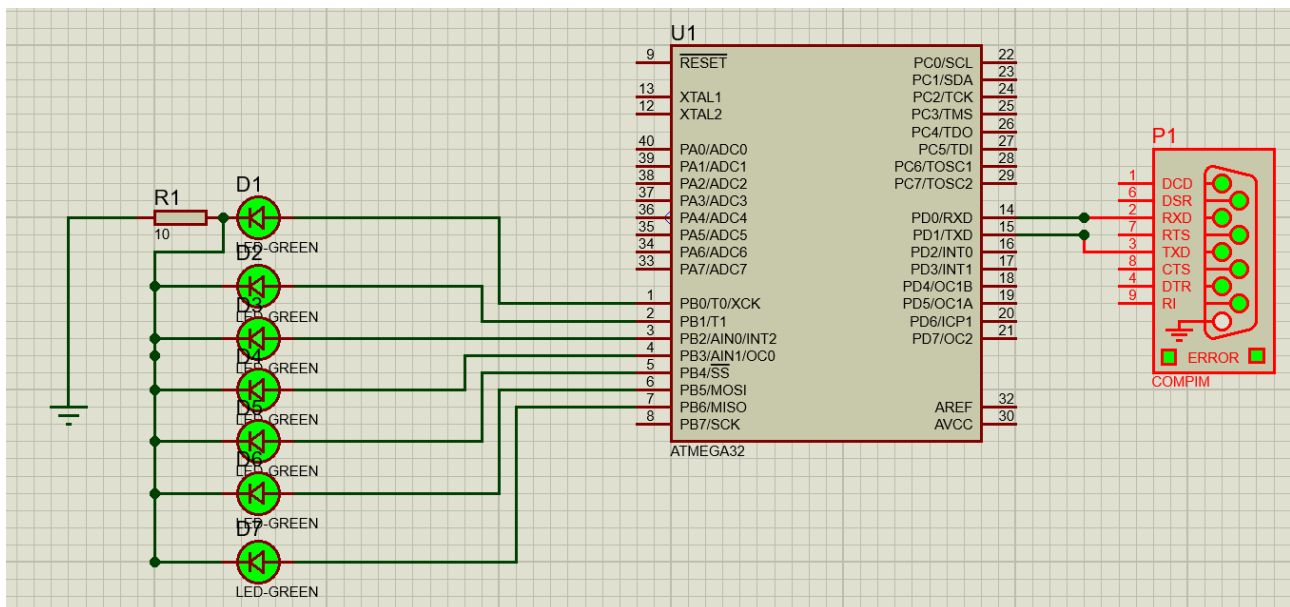 U1
9 RESET
13 XTAL1
12 XTAL2
40 PA0/ADC0
39 PA1/ADC1
38 PA2/ADC2
37 PA3/ADC3
36 PA4/ADC4
35 PA5/ADC5
34 PA6/ADC6
33 PA7/ADC7
1 PB0/T0/XCK
2 PB1/T1
3 PB2/AIN0/INT2
4 PB3/AIN1/OC0
5 PB4/SS
6 PB5/MOSI
7 PB6/MISO
8 PB7/SCK
PC0/SCL 22
PC1/SDA 23
PC2/TCK 24
PC3/TMS 25
PC4/TDO 26
PC5/TDI 27
PC6/TOSC1 28
PC7/TOSC2 29
PD0/RXD 14
PD1/TXD 15
PD2/INT0 16
PD3/INT1 17
PD4/OC1B 18
PD5/OC1A 19
PD6/ICP1 20
PD7/OC2 21
AREF 32
AVCC 30
ATMEGA32
R1
10
D1
LED-GREEN
D2
LED-GREEN
D3
LED-GREEN
D4
LED-GREEN
D5
LED-GREEN
D6
LED-GREEN
D7
LED-GREEN
P1
1 DCD
6 DSR
2 RXD
7 RTS
3 TXD
8 CTS
4 DTR
9 RI
ERROR
COMPIM